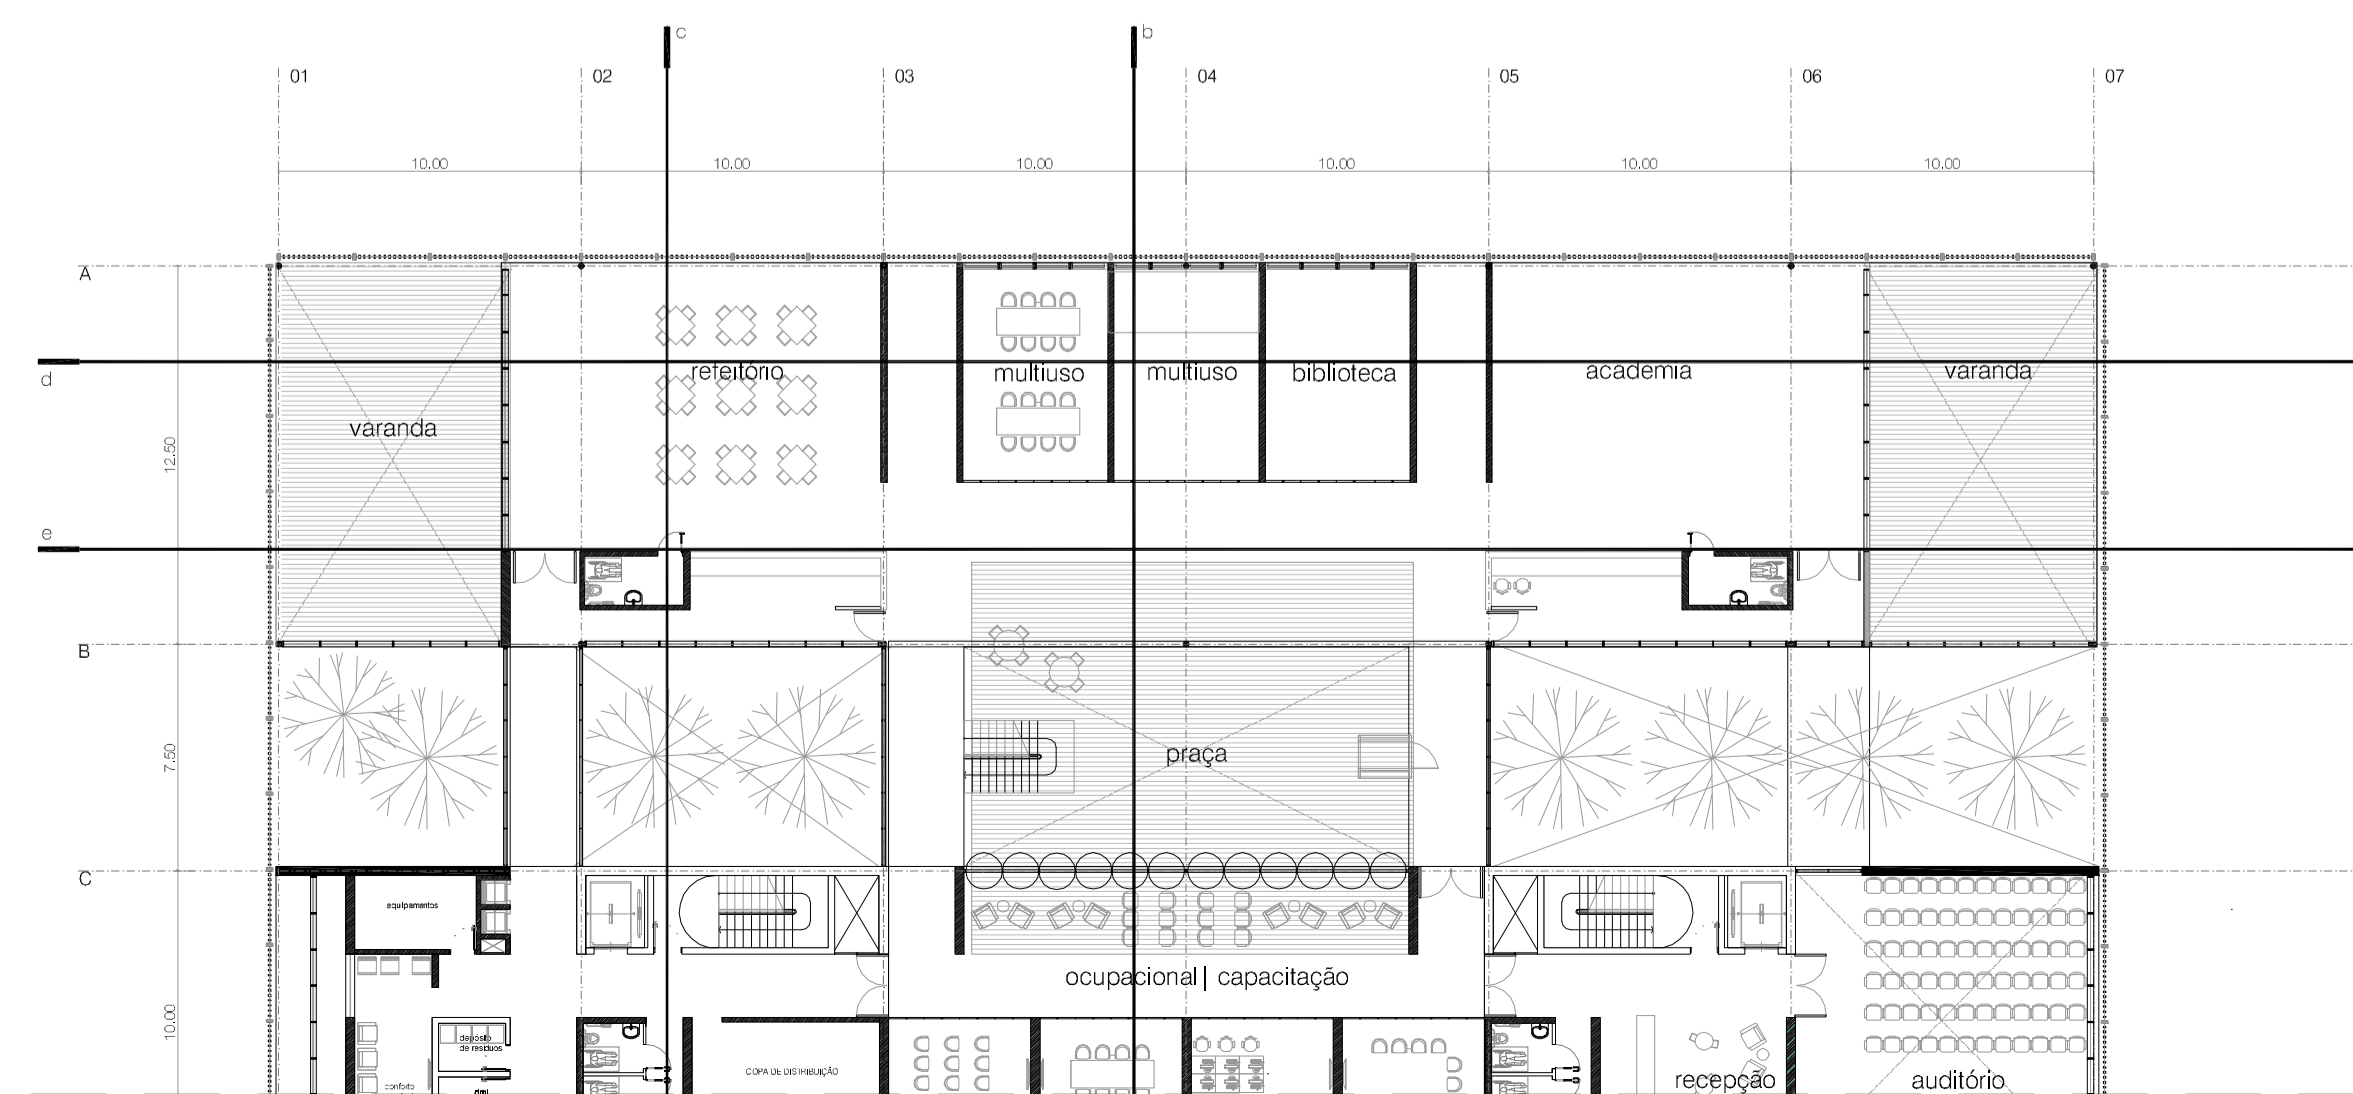 c
b
01
02
03
04
05
06
07
10.00
10.00
10.00
10.00
10.00
10.00
A
d
refeitório
multiuso
multiuso
biblioteca
academia
varanda
varanda
12.50
e
B
praça
7.50
C
equipamentos
ocupacional| capacitação
10.00
depósito
de resíduos
COPA DE DISTRIBUIÇÃO
recepção
auditório
conforto
dml